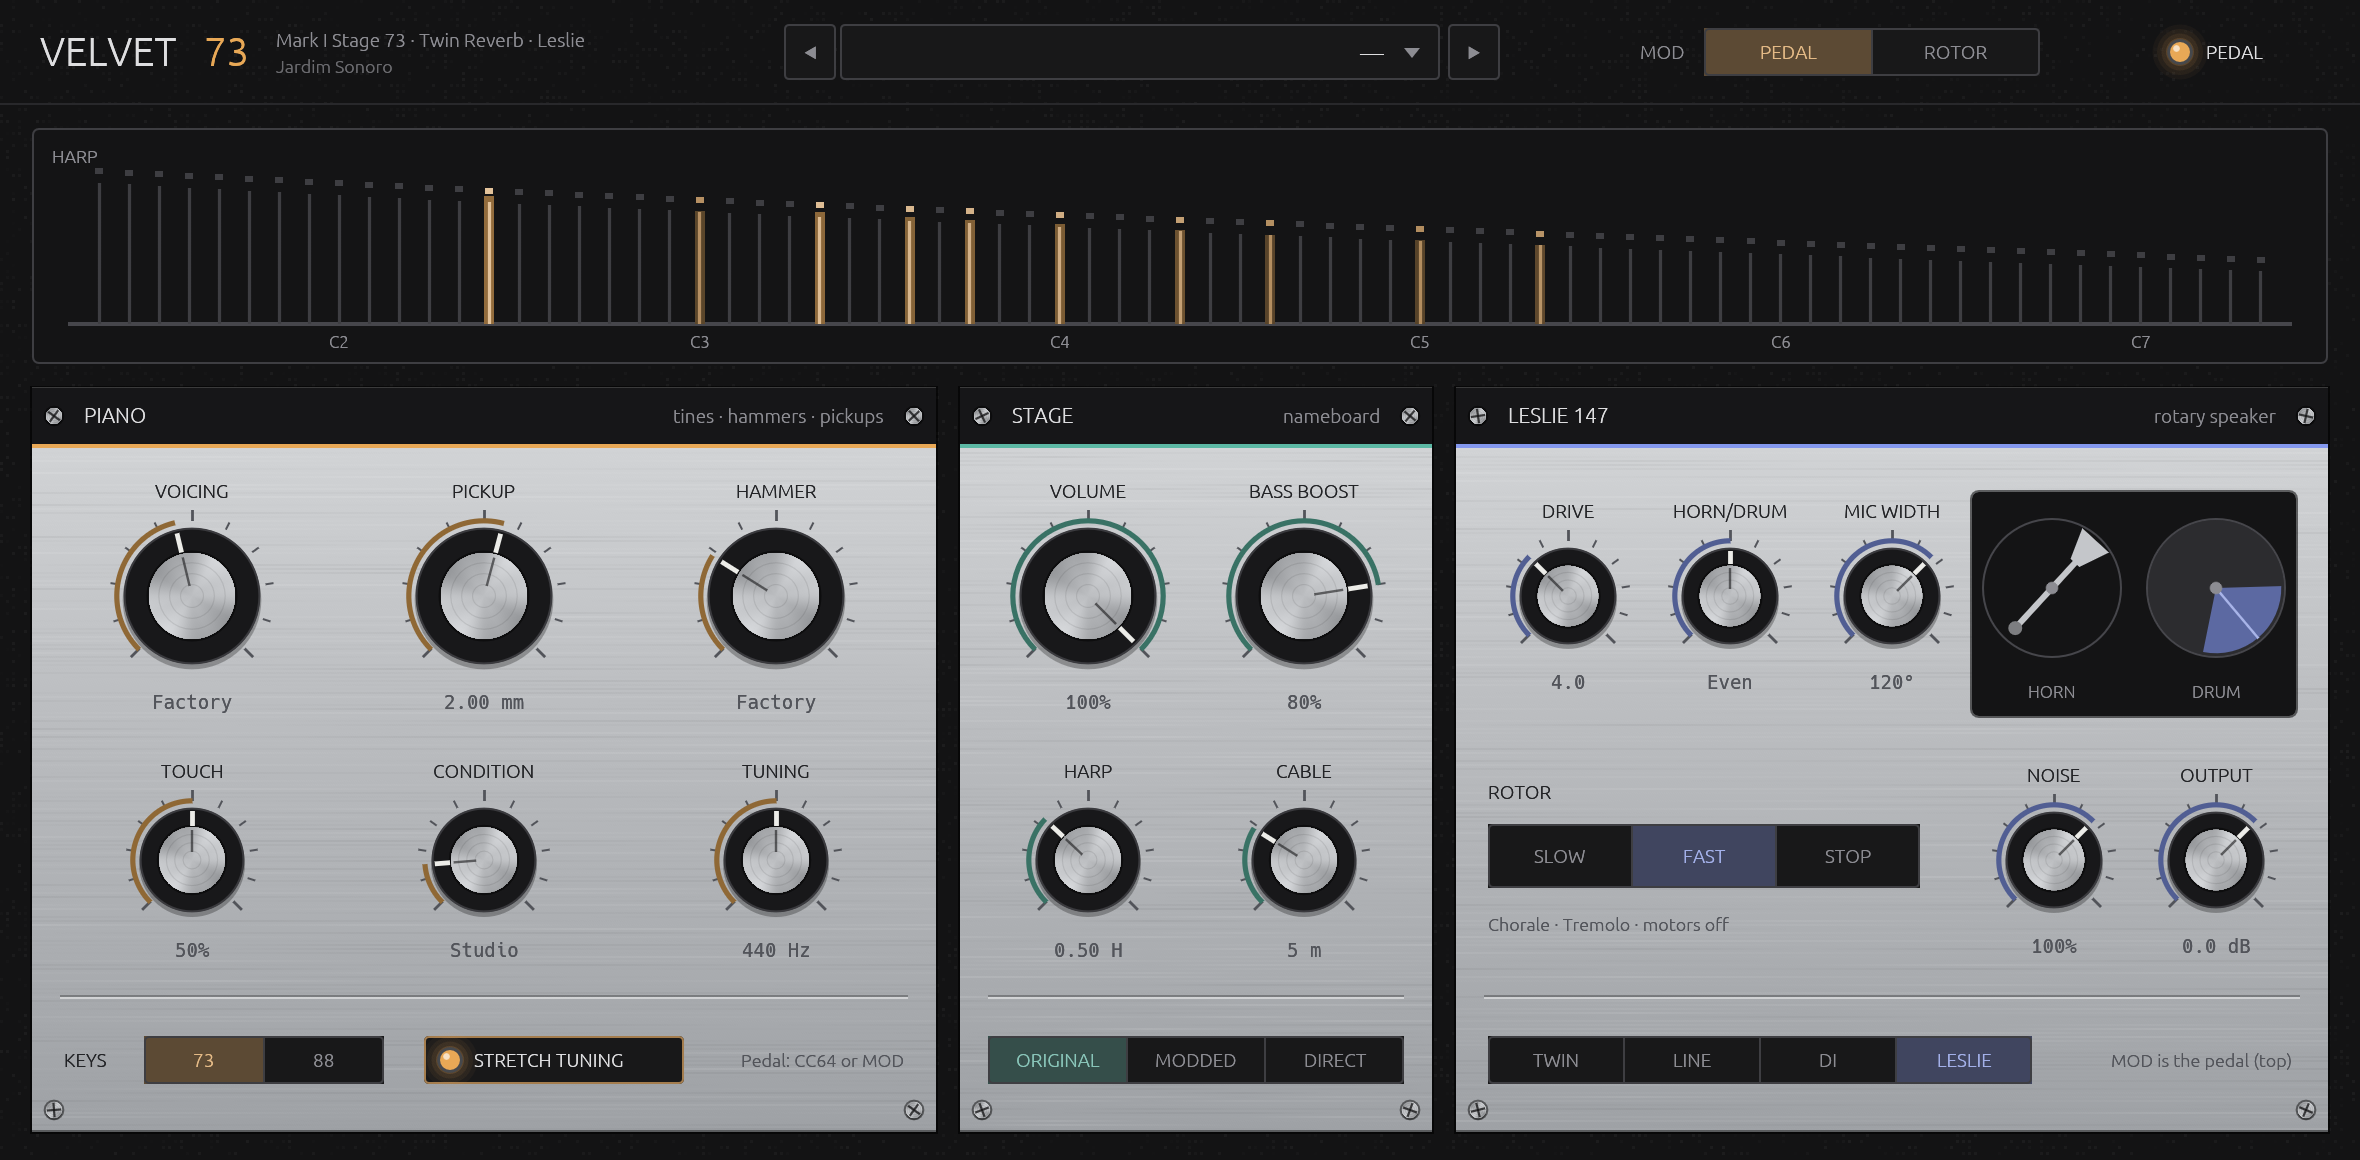 VELVET 73
Mark I Stage 73 · Twin Reverb · Leslie
Jardim Sonoro
—
MOD PEDAL ROTOR
PEDAL
HARP
C2 C3 C4 C5 C6 C7
PIANO tines · hammers · pickups
VOICING PICKUP HAMMER
Factory 2.00 mm Factory
TOUCH CONDITION TUNING
50% Studio 440 Hz
KEYS 73 88 STRETCH TUNING Pedal: CC64 or MOD
STAGE nameboard
VOLUME BASS BOOST
100% 80%
HARP CABLE
0.50 H 5 m
ORIGINAL MODDED DIRECT
LESLIE 147 rotary speaker
DRIVE HORN/DRUM MIC WIDTH
4.0 Even 120°
HORN DRUM
ROTOR
SLOW FAST STOP
Chorale · Tremolo · motors off
NOISE OUTPUT
100% 0.0 dB
TWIN LINE DI LESLIE MOD is the pedal (top)